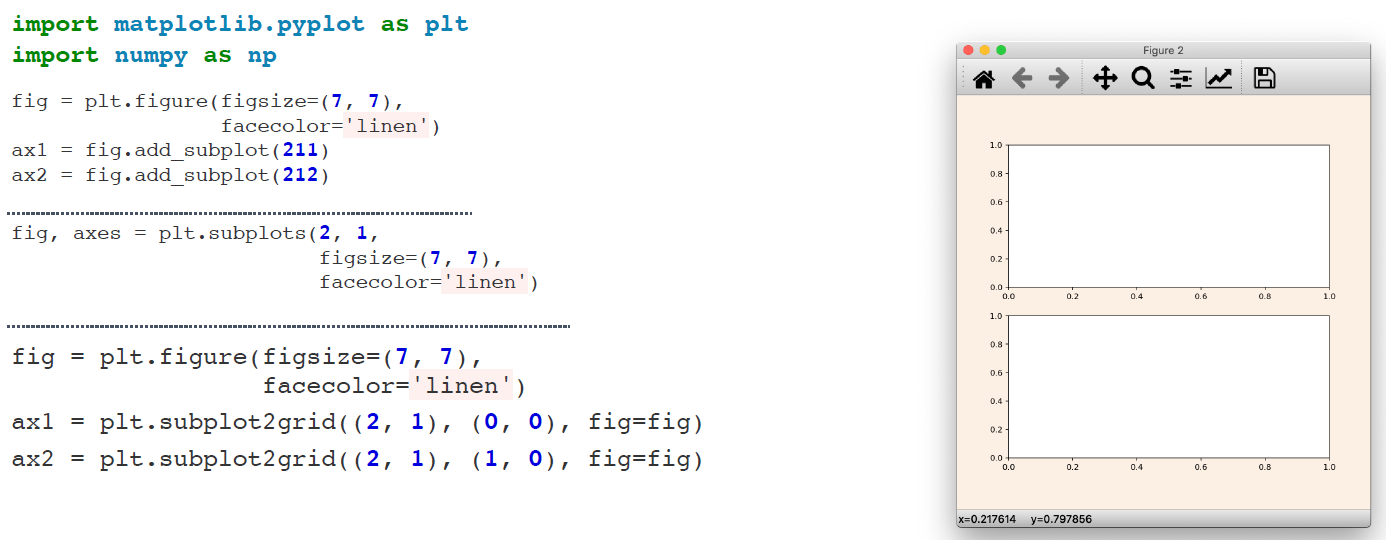 import matplotlib.pyplot as plt
import numpy as np
fig = plt.figure(figsize=(7, 7),
facecolor='linen')
ax1 = fig.add_subplot(211)
ax2 = fig.add_subplot(212)
fig, axes = plt.subplots(2, 1,
figsize=(7, 7),
facecolor='linen')
fig = plt.figure(figsize=(7, 7),
facecolor='linen')
ax1 = plt.subplot2grid((2, 1), (0, 0), fig=fig)
ax2 = plt.subplot2grid((2, 1), (1, 0), fig=fig)
Figure 2
1.0
0.8
0.6
0.4
0.2
0.0
0.0 0.2 0.4 0.6 0.8 1.0
1.0
0.8
0.6
0.4
0.2
0.0
0.0 0.2 0.4 0.6 0.8 1.0
x=0.217614 y=0.797856